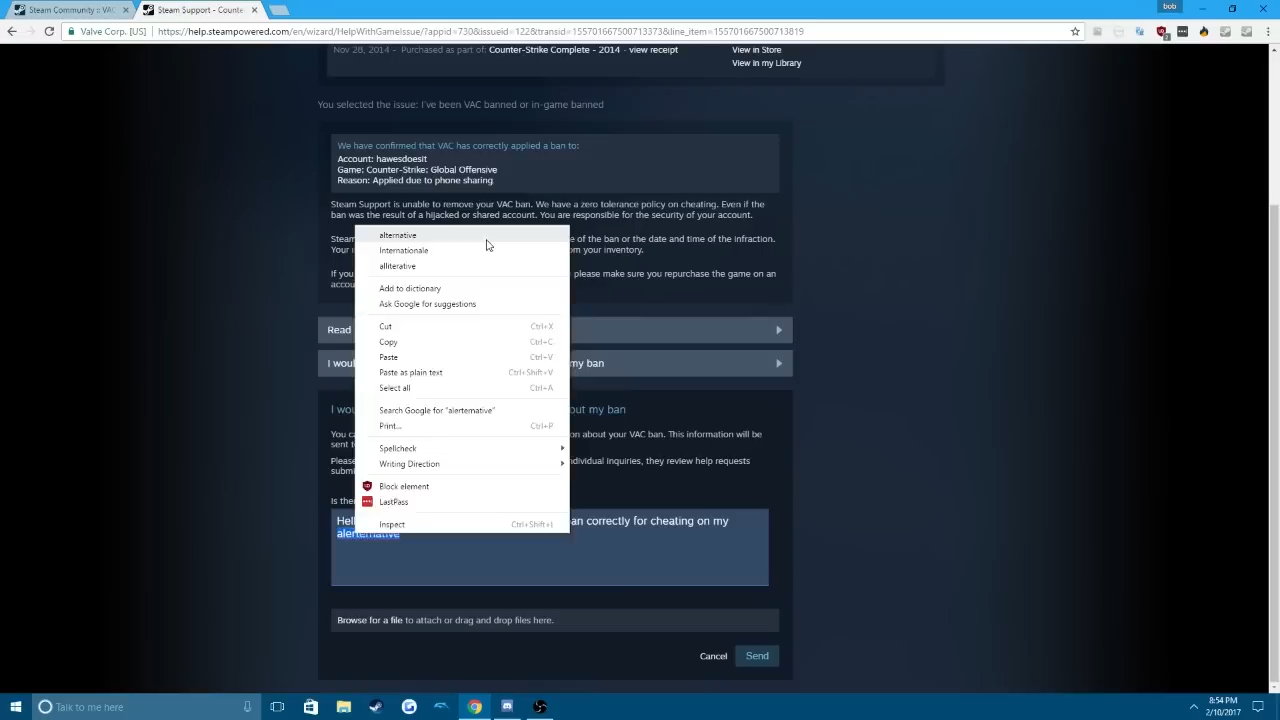 Steam Community :: VAC
Steam Support - Counte
bob
Valve Corp. [US]
https://help.steampowered.com/en/wizard/HelpWithGameIssue/?appid=730&issueid=122&transid=155701667500713373&line_item=155701667500713819
Nov 28, 2014 - Purchased as part of: Counter-Strike Complete - 2014 - view receipt
View in Store
View in my Library
You selected the issue: I've been VAC banned or in-game banned
We have confirmed that VAC has correctly applied a ban to:
Account: hawesdoesit
Game: Counter-Strike: Global Offensive
Reason: Applied due to phone sharing
Steam Support is unable to remove your VAC ban. We have a zero tolerance policy on cheating. Even if the
ban was the result of a hijacked or shared account. You are responsible for the security of your account.
Steam
e of the ban or the date and time of the infraction.
Your i
om your inventory.
If you
please make sure you repurchase the game on an
accou
alternative
Internationale
alliterative
Add to dictionary
Ask Google for suggestions
Cut Ctrl+X
Copy Ctrl+C
Paste Ctrl+V
Paste as plain text Ctrl+Shift+V
Select all Ctrl+A
Search Google for "alerternative"
Print... Ctrl+P
Spellcheck
Writing Direction
Block element
LastPass
Inspect Ctrl+Shift+I
Read
I woul
my ban
I wou
out my ban
You ca
on about your VAC ban. This information will be
sent t
Please
ndividual inquiries, they review help requests
submi
Is ther
Hell
an correctly for cheating on my
alerternative
Browse for a file to attach or drag and drop files here.
Cancel
Send
Talk to me here
8:54 PM
2/10/2017